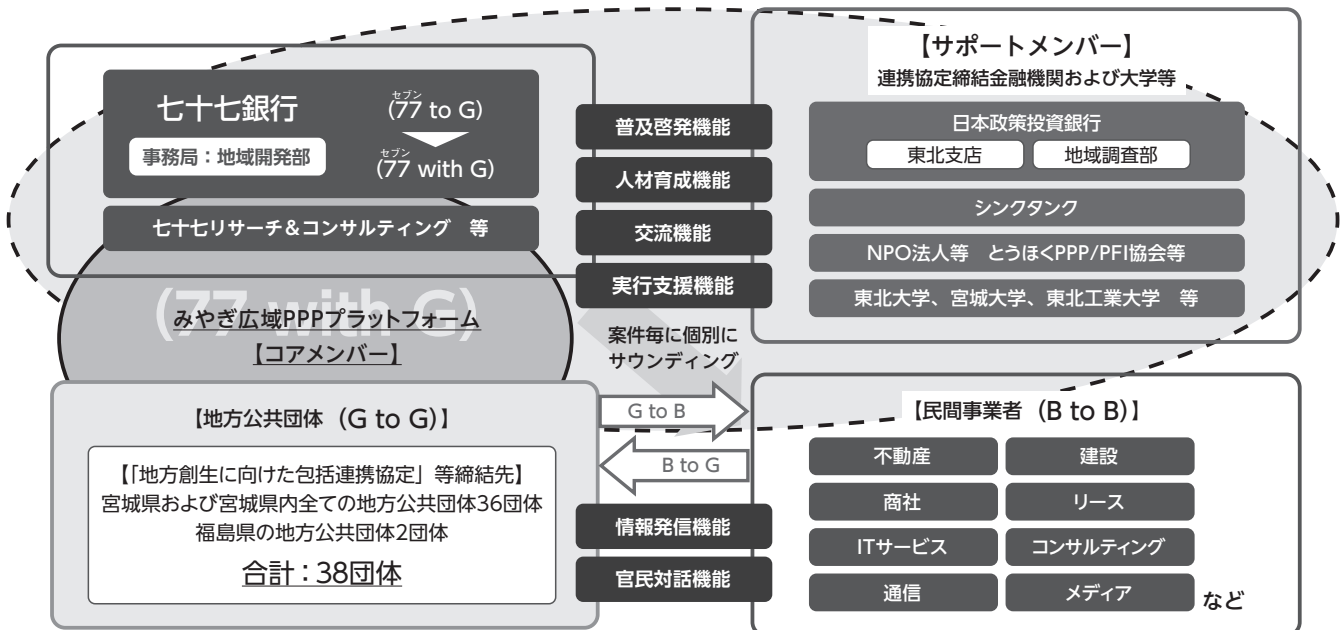 七十七銀行
事務局：地域開発部
セブン
(77 to G)
セブン
(77 with G)
七十七リサーチ＆コンサルティング　等
(77 with G)
みやぎ広域PPPプラットフォーム
【コアメンバー】
普及啓発機能
人材育成機能
交流機能
実行支援機能
案件毎に個別に
サウンディング
【サポートメンバー】
連携協定締結金融機関および大学等
日本政策投資銀行
東北支店
地域調査部
シンクタンク
NPO法人等　とうほくPPP/PFI協会等
東北大学、宮城大学、東北工業大学　等
【地方公共団体（G to G）】
【｢地方創生に向けた包括連携協定」等締結先】
宮城県および宮城県内全ての地方公共団体36団体
福島県の地方公共団体2団体
合計：38団体
G to B
B to G
情報発信機能
官民対話機能
【民間事業者（B to B）】
不動産
建設
商社
リース
ITサービス
コンサルティング
通信
メディア
など